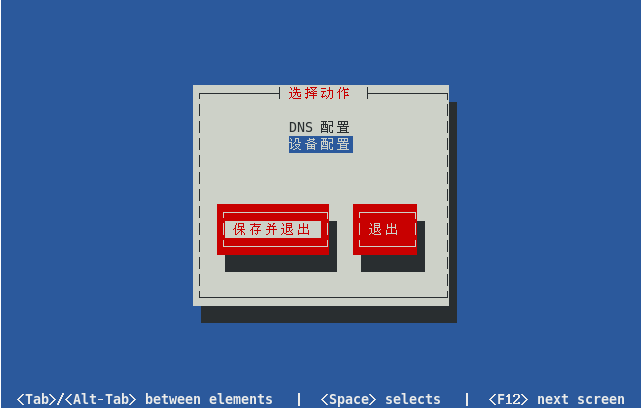 选择动作
DNS 配置
设备配置
保存并退出 退出
<Tab>/<Alt-Tab> between elements | <Space> selects | <F12> next screen